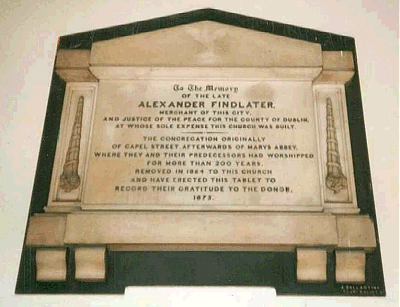 To The Memory
OF THE LATE
ALEXANDER FINDLATER,
MERCHANT OF THIS CITY,
AND JUSTICE OF THE PEACE FOR THE COUNTY OF DUBLIN,
AT WHOSE SOLE EXPENSE THIS CHURCH WAS BUILT.
THE CONGREGATION ORIGINALLY
OF CAPEL STREET, AFTERWARDS OF MARYS ABBEY,
WHERE THEY AND THEIR PREDECESSORS HAD WORSHIPPED
FOR MORE THAN 200 YEARS,
REMOVED IN 1864 TO THIS CHURCH
AND HAVE ERECTED THIS TABLET TO
RECORD THEIR GRATITUDE TO THE DONOR.
1873.